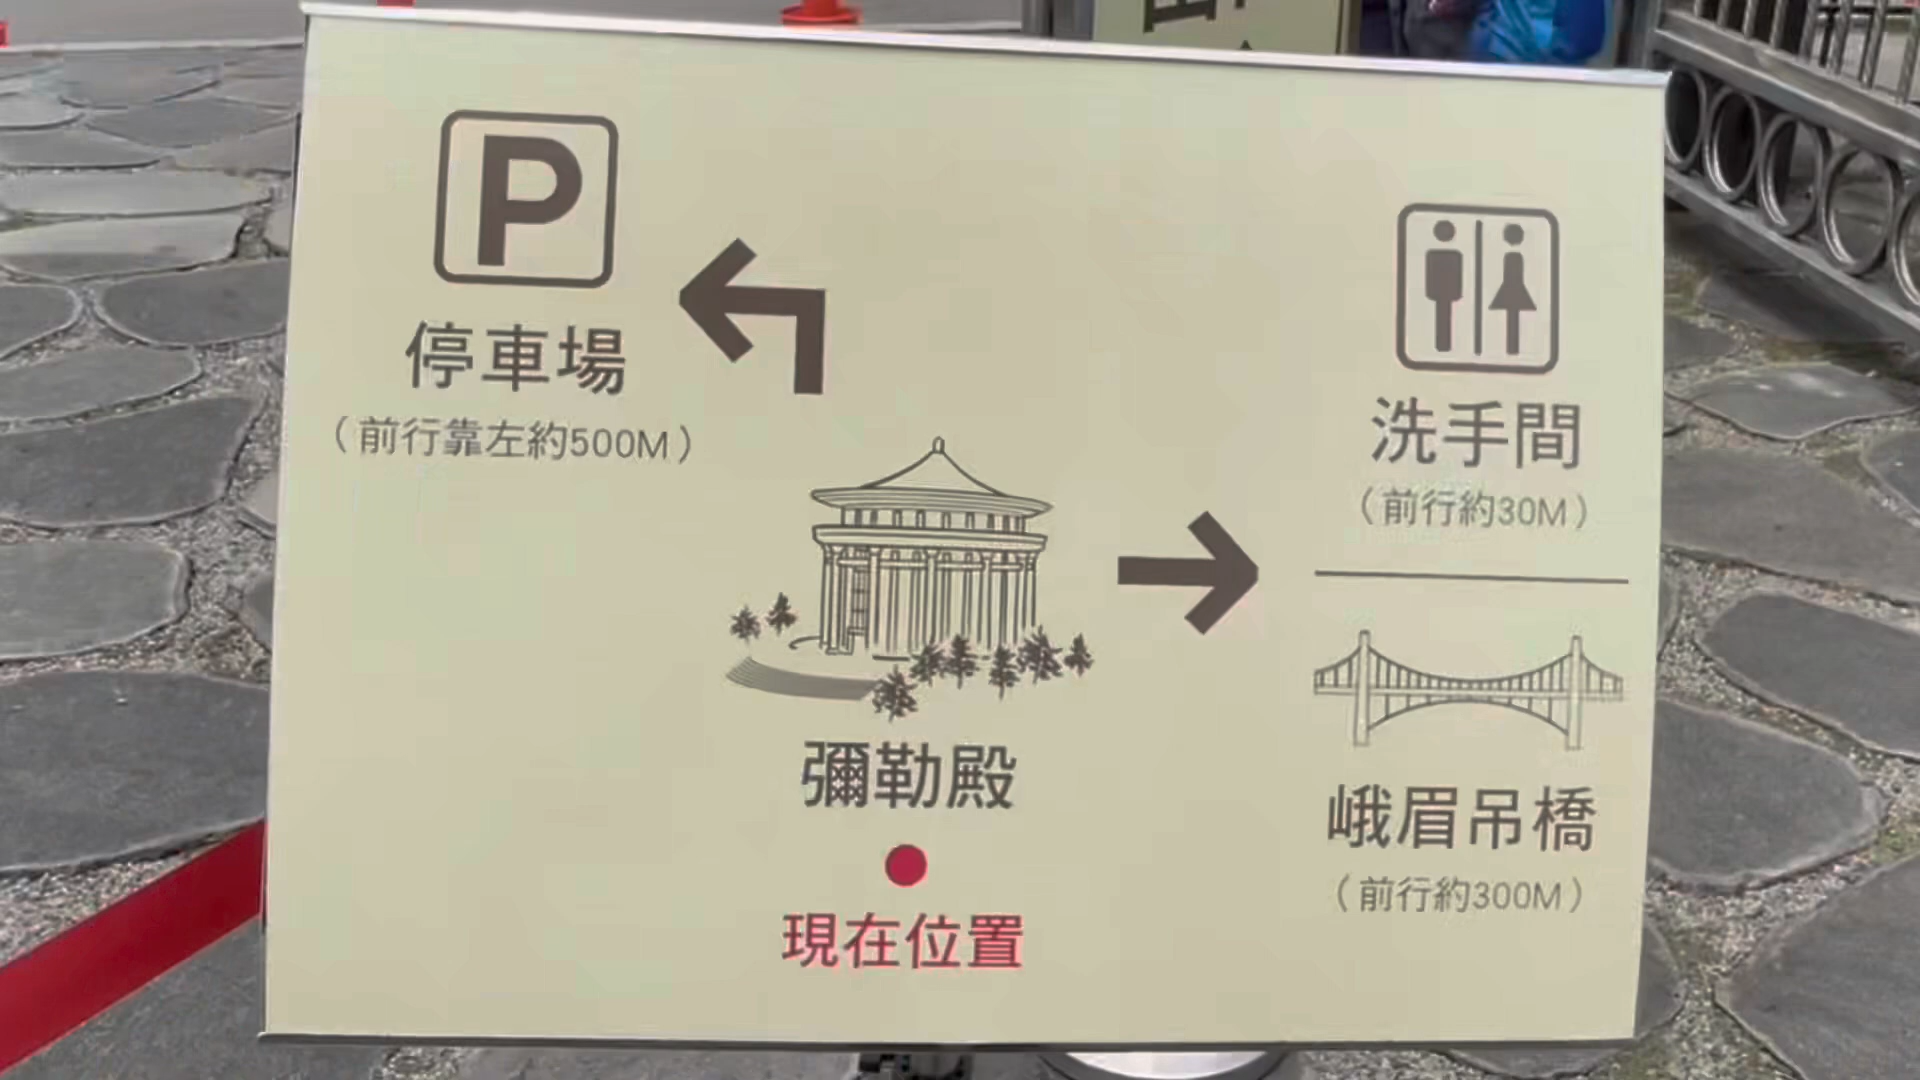 P
停車場
（前行靠左約500M）
洗手間
（前行約30M）
峨眉吊橋
（前行約300M）
彌勒殿
現在位置